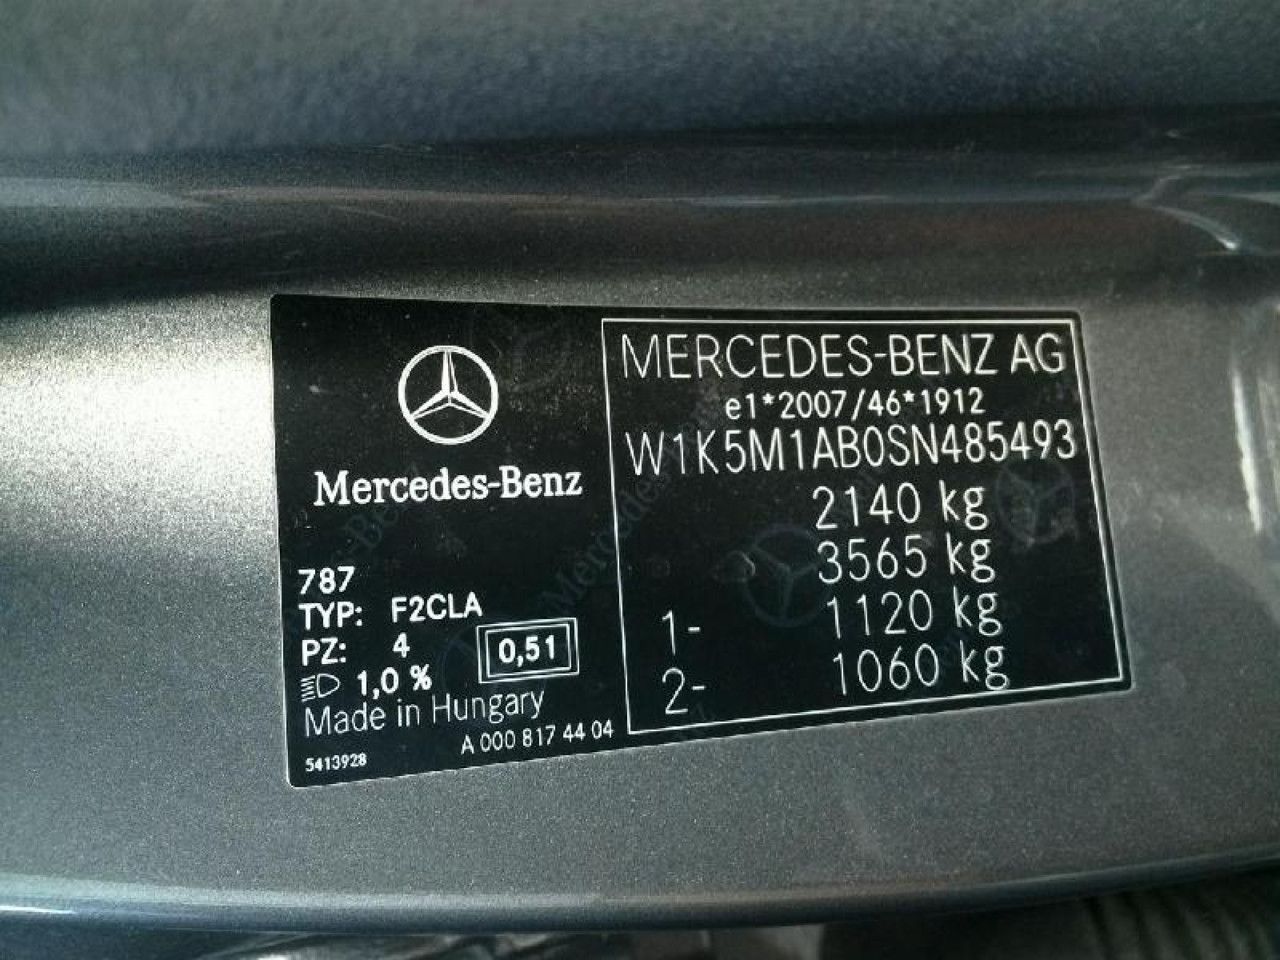 Mercedes-Benz
787
TYP: F2CLA
PZ: 4
0,51
1,0 %
Made in Hungary
A 000 817 44 04
5413928
MERCEDES-BENZ AG
e1*2007/46*1912
W1K5M1AB0SN485493
2140 kg
3565 kg
1- 1120 kg
2- 1060 kg